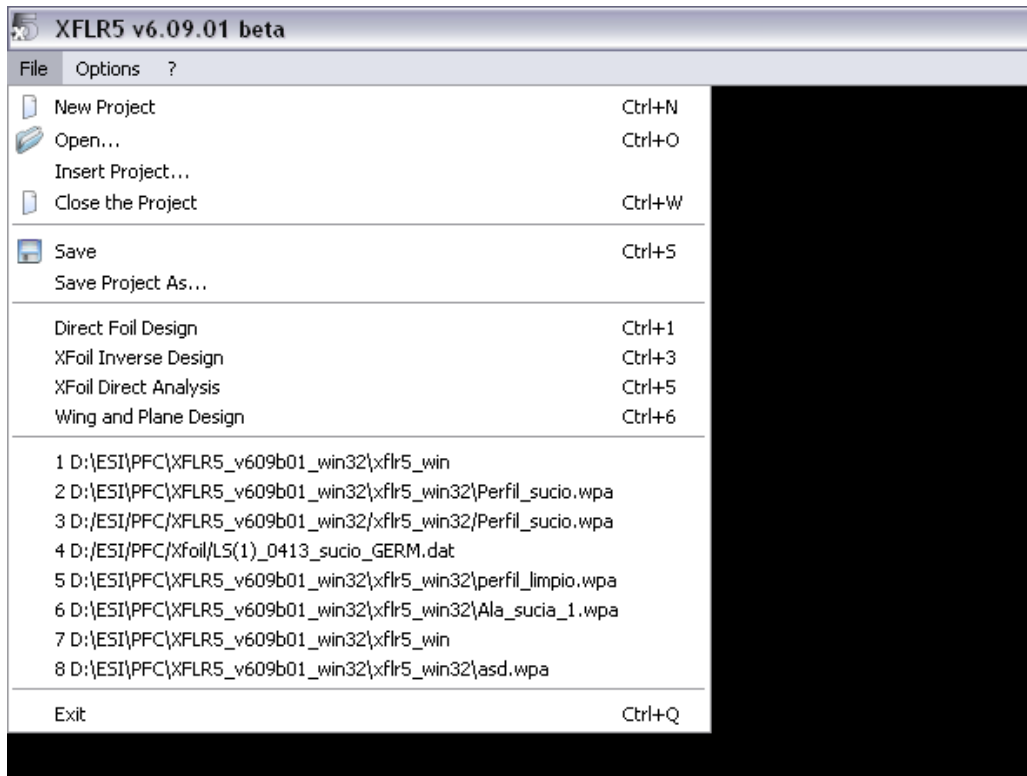 XFLR5 v6.09.01 beta
File Options ?
New Project Ctrl+N
Open... Ctrl+O
Insert Project...
Close the Project Ctrl+W
Save Ctrl+S
Save Project As...
Direct Foil Design Ctrl+1
XFoil Inverse Design Ctrl+3
XFoil Direct Analysis Ctrl+5
Wing and Plane Design Ctrl+6
1 D:\ESI\PFC\XFLR5_v609b01_win32\xflr5_win
2 D:\ESI\PFC\XFLR5_v609b01_win32\xflr5_win32\Perfil_sucio.wpa
3 D:/ESI/PFC/XFLR5_v609b01_win32/xflr5_win32/Perfil_sucio.wpa
4 D:/ESI/PFC/Xfoil/LS(1)_0413_sucio_GERM.dat
5 D:\ESI\PFC\XFLR5_v609b01_win32\xflr5_win32\perfil_limpio.wpa
6 D:\ESI\PFC\XFLR5_v609b01_win32\xflr5_win32\Ala_sucia_1.wpa
7 D:\ESI\PFC\XFLR5_v609b01_win32\xflr5_win
8 D:\ESI\PFC\XFLR5_v609b01_win32\xflr5_win32\asd.wpa
Exit Ctrl+Q